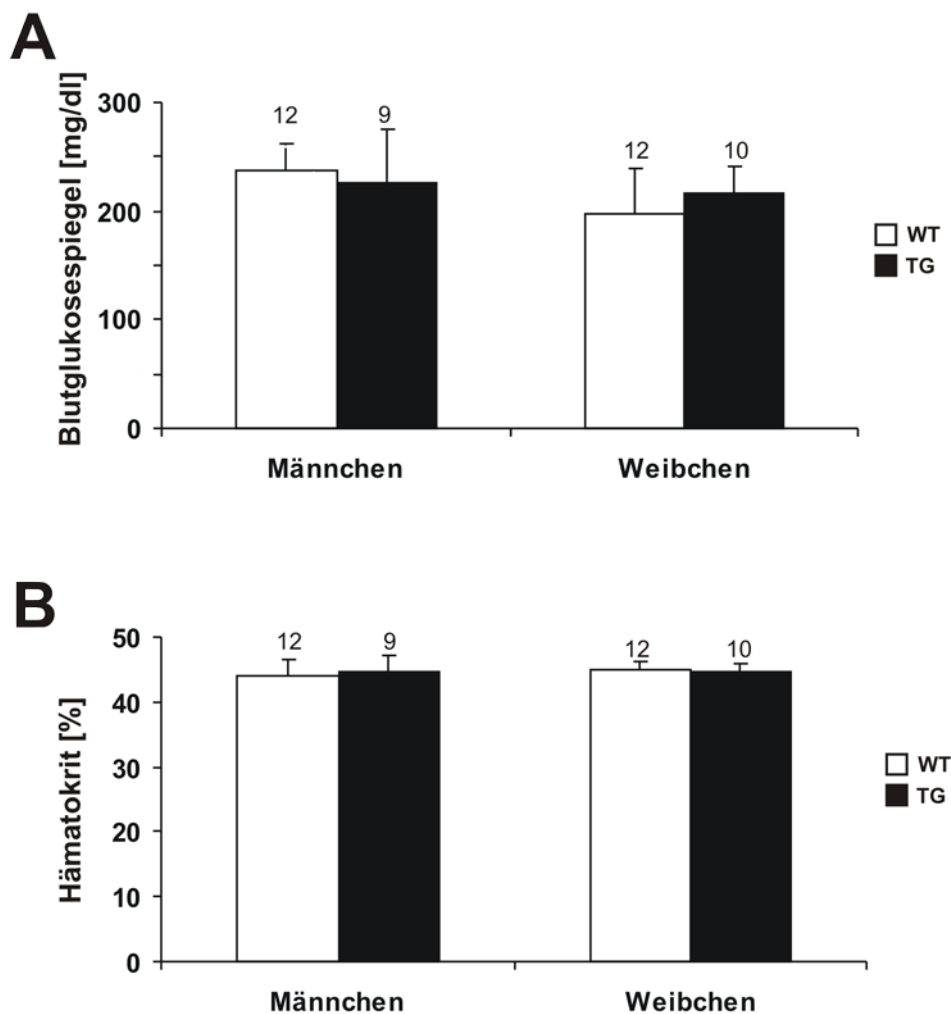 A
Blutglukosespiegel [mg/dl]
300
200
100
0
12
9
12
10
Männchen
Weibchen
WT
TG
B
Hämatokrit [%]
50
40
30
20
10
0
12
9
12
10
Männchen
Weibchen
WT
TG